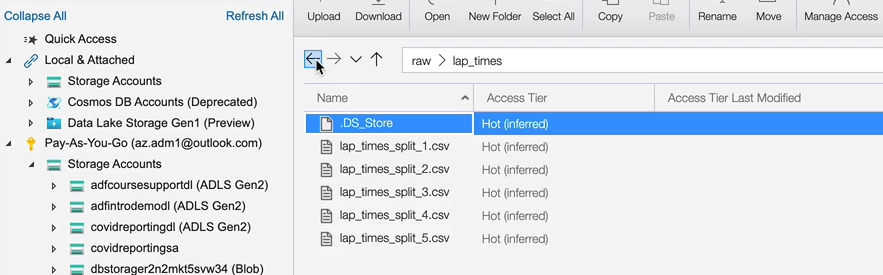 Collapse All Refresh All
Quick Access
Local & Attached
Storage Accounts
Cosmos DB Accounts (Deprecated)
Data Lake Storage Gen1 (Preview)
Pay-As-You-Go (az.adm1@outlook.com)
Storage Accounts
adfcoursesupportdl (ADLS Gen2)
adfintrodemodl (ADLS Gen2)
covidreportingdl (ADLS Gen2)
covidreportingsa
dbstorager2n2mkt5svw34 (Blob)
Upload Download Open New Folder Select All Copy Paste Rename Move Manage Access
raw > lap_times
Name Access Tier Access Tier Last Modified
.DS_Store Hot (inferred)
lap_times_split_1.csv Hot (inferred)
lap_times_split_2.csv Hot (inferred)
lap_times_split_3.csv Hot (inferred)
lap_times_split_4.csv Hot (inferred)
lap_times_split_5.csv Hot (inferred)